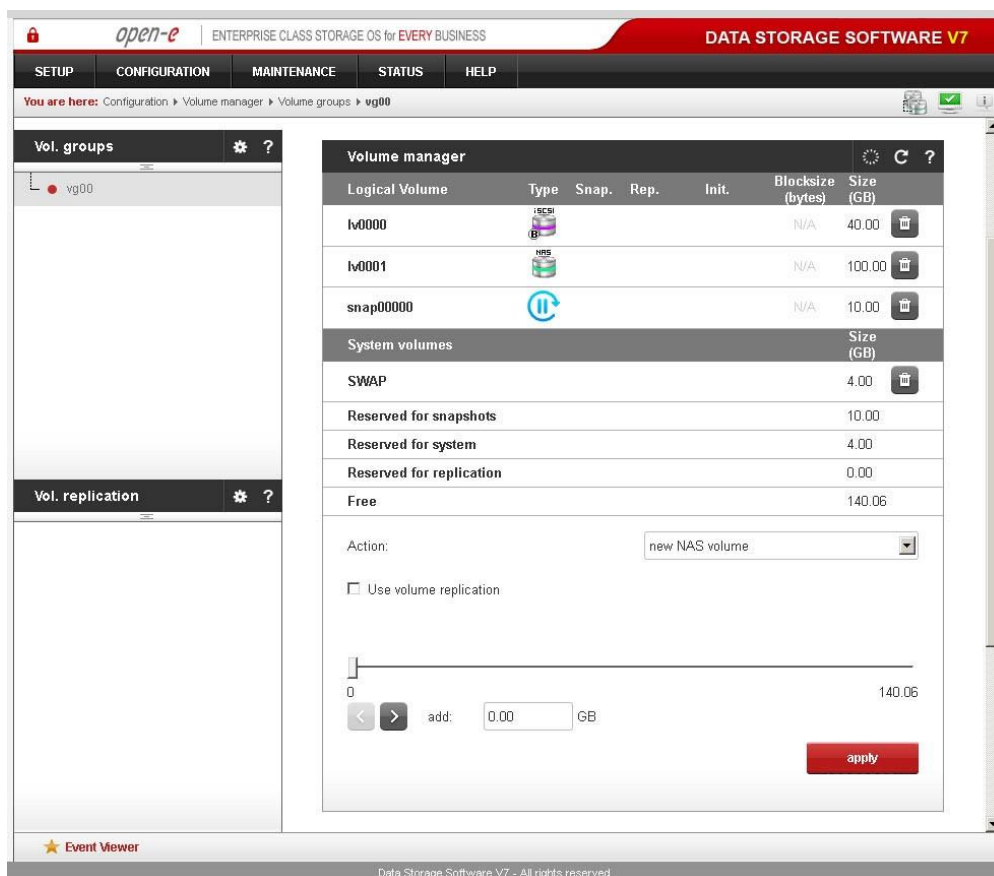 open-e ENTERPRISE CLASS STORAGE OS for EVERY BUSINESS DATA STORAGE SOFTWARE V7
SETUP CONFIGURATION MAINTENANCE STATUS HELP
You are here: Configuration Volume manager Volume groups vg00
Vol. groups ?
vg00
Vol. replication ?
Volume manager ?
Logical Volume Type Snap. Rep. Init. Blocksize (bytes) Size (GB)
lv0000 iSCSI B N/A 40.00
lv0001 NAS N/A 100.00
snap00000 N/A 10.00
System volumes Size (GB)
SWAP 4.00
Reserved for snapshots 10.00
Reserved for system 4.00
Reserved for replication 0.00
Free 140.06
Action: new NAS volume
Use volume replication
0 140.06
add: 0.00 GB
apply
Event Viewer
Data Storage Software V7 - All rights reserved